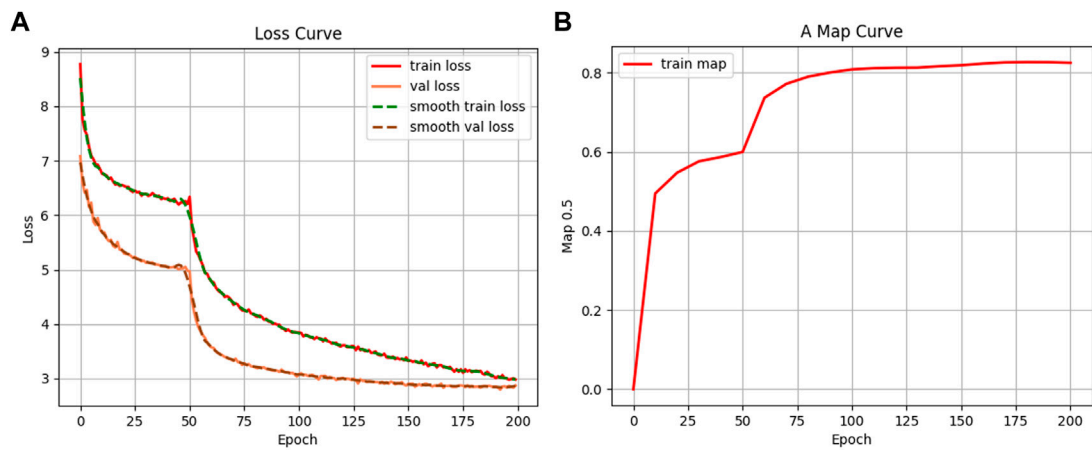 A
Loss Curve
9
8
7
6
5
4
3
Loss
train loss
val loss
smooth train loss
smooth val loss
0 25 50 75 100 125 150 175 200
Epoch
B
A Map Curve
0.8
0.6
0.4
0.2
0.0
Map 0.5
train map
0 25 50 75 100 125 150 175 200
Epoch